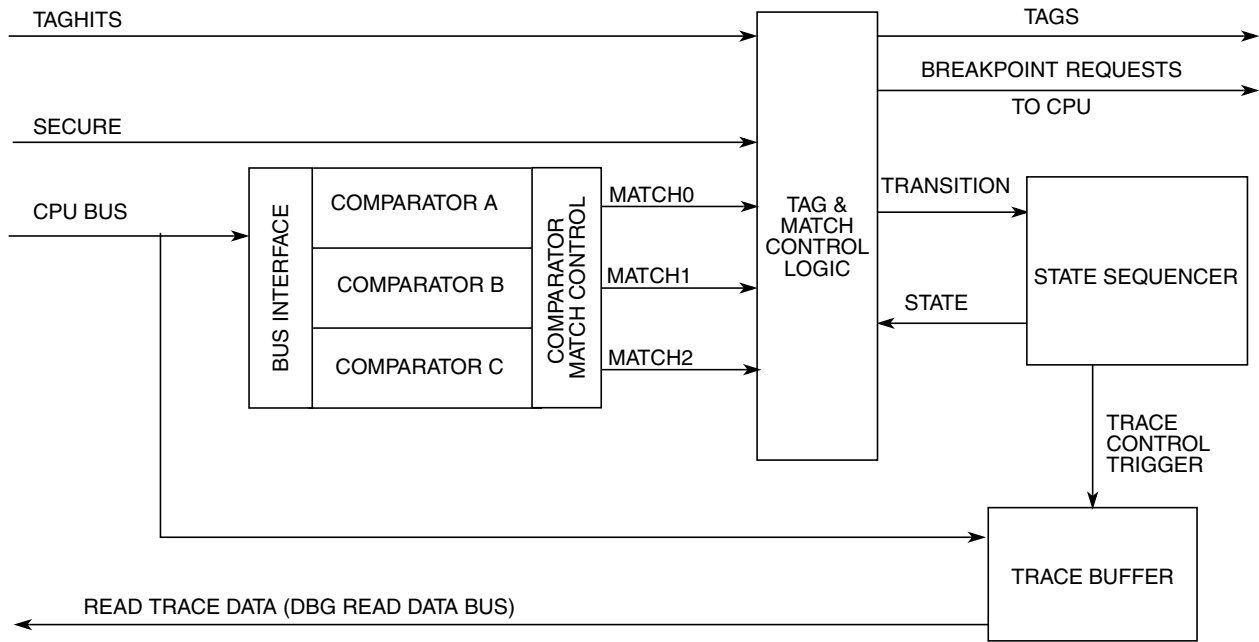 TAGHITS
TAGS
BREAKPOINT REQUESTS
TO CPU
SECURE
CPU BUS
BUS INTERFACE
COMPARATOR A
COMPARATOR B
COMPARATOR C
COMPARATOR
MATCH CONTROL
MATCH0
MATCH1
MATCH2
TAG &
MATCH
CONTROL
LOGIC
TRANSITION
STATE
STATE SEQUENCER
TRACE
CONTROL
TRIGGER
TRACE BUFFER
READ TRACE DATA (DBG READ DATA BUS)